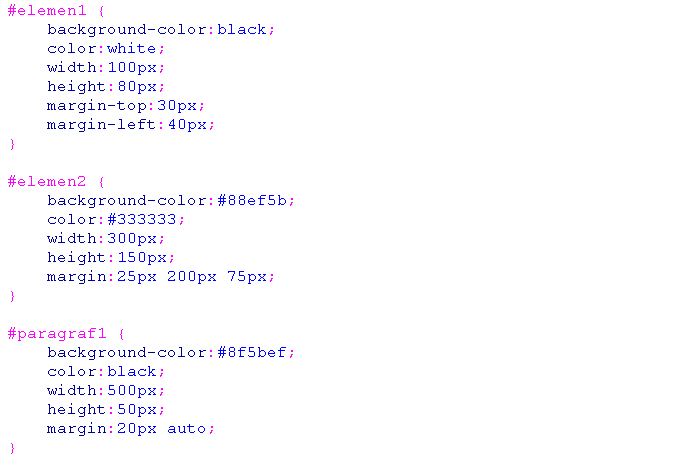 #elemen1 {
    background-color:black;
    color:white;
    width:100px;
    height:80px;
    margin-top:30px;
    margin-left:40px;
}

#elemen2 {
    background-color:#88ef5b;
    color:#333333;
    width:300px;
    height:150px;
    margin:25px 200px 75px;
}

#paragraf1 {
    background-color:#8f5bef;
    color:black;
    width:500px;
    height:50px;
    margin:20px auto;
}